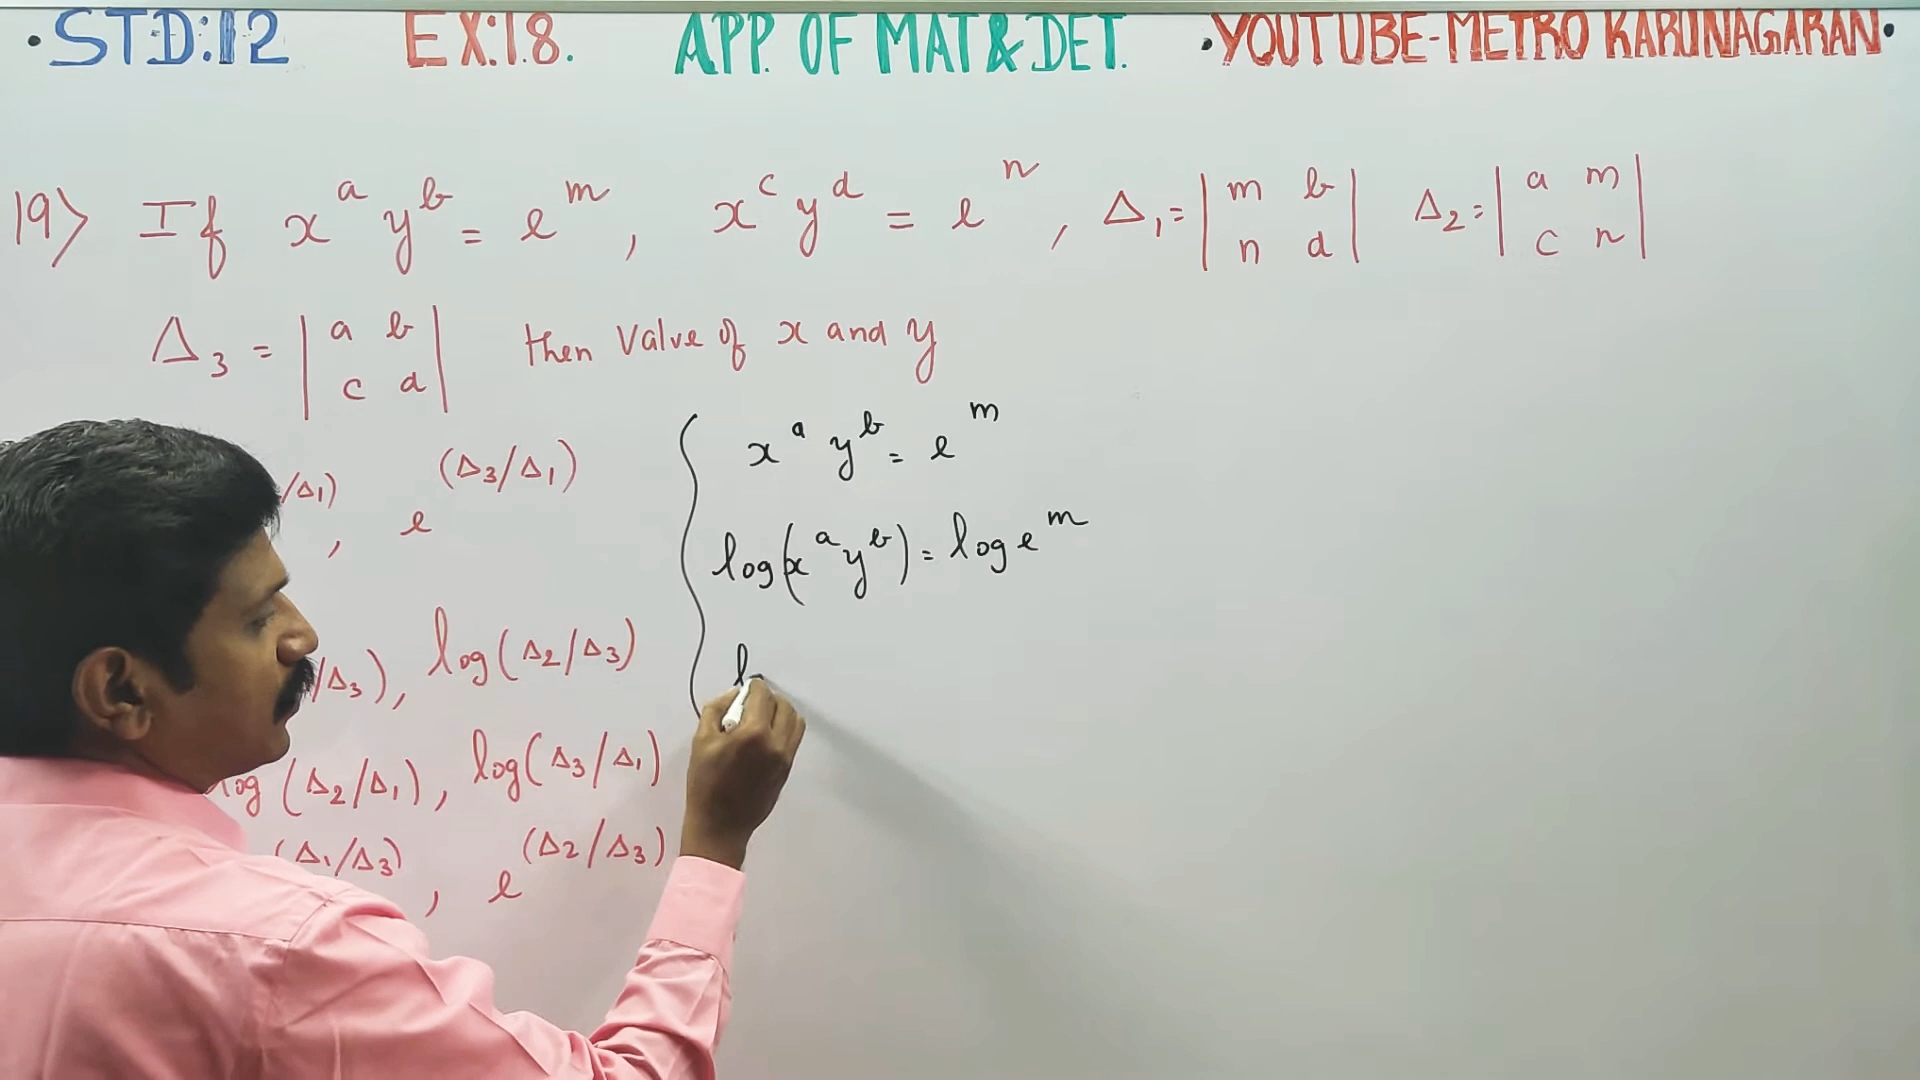 •STD:12 EX:1.8. APP. OF MAT & DET. •YOUTUBE-METRO KARUNAGARAN•
19) If x^a y^b = e^m, x^c y^d = e^n, Δ₁ = |m b; n d| Δ₂ = |a m; c n|
Δ₃ = |a b; c d| then value of x and y
/Δ₁) , e^(Δ₃/Δ₁)
/Δ₃), log(Δ₂/Δ₃)
log(Δ₂/Δ₁), log(Δ₃/Δ₁)
(Δ₁/Δ₃) , e^(Δ₂/Δ₃)
x^a y^b = e^m
log(x^a y^b) = log e^m